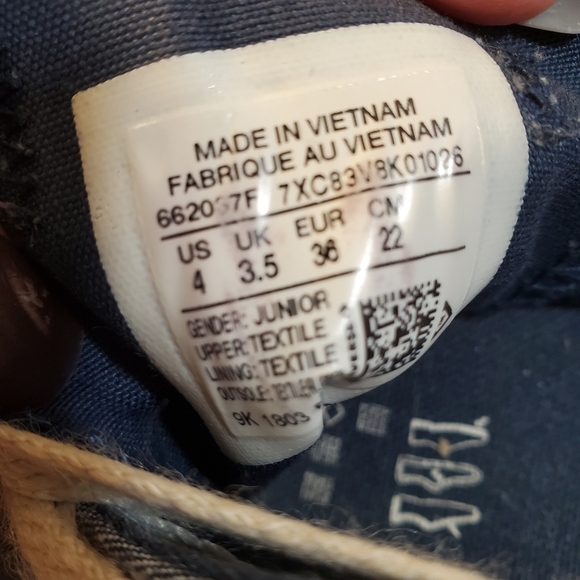 MADE IN VIETNAM
FABRIQUE AU VIETNAM
7XC83V8K01026
US UK EUR CM
4 3.5 36 22
GENDER: JUNIOR
UPPER: TEXTILE
LINING: TEXTILE
OUTSOLE:
9K 1803